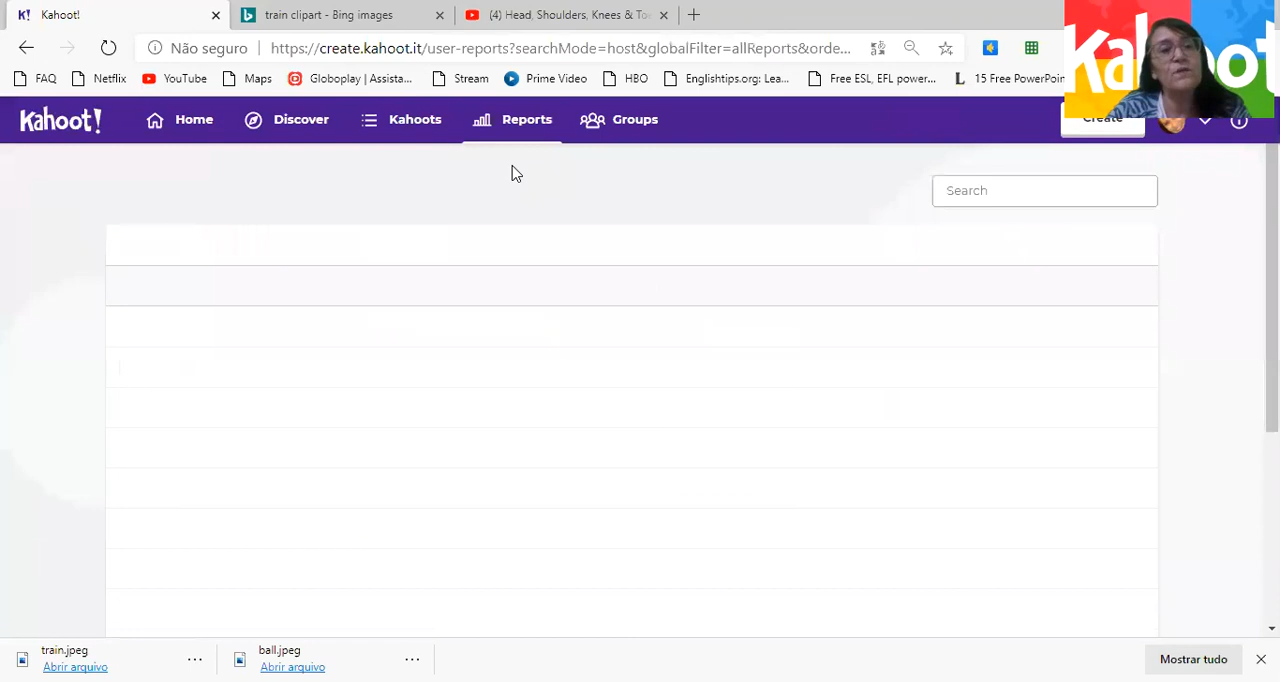 K! Kahoot!
train clipart - Bing images
(4) Head, Shoulders, Knees & To
Não seguro
https://create.kahoot.it/user-reports?searchMode=host&globalFilter=allReports&orde...
FAQ
Netflix
YouTube
Maps
Globoplay | Assista...
Stream
Prime Video
HBO
Englishtips.org: Lea...
Free ESL, EFL power...
15 Free PowerPoin
Kahoot!
Home
Discover
Kahoots
Reports
Groups
Create
Search
train.jpeg
Abrir arquivo
ball.jpeg
Abrir arquivo
Mostrar tudo